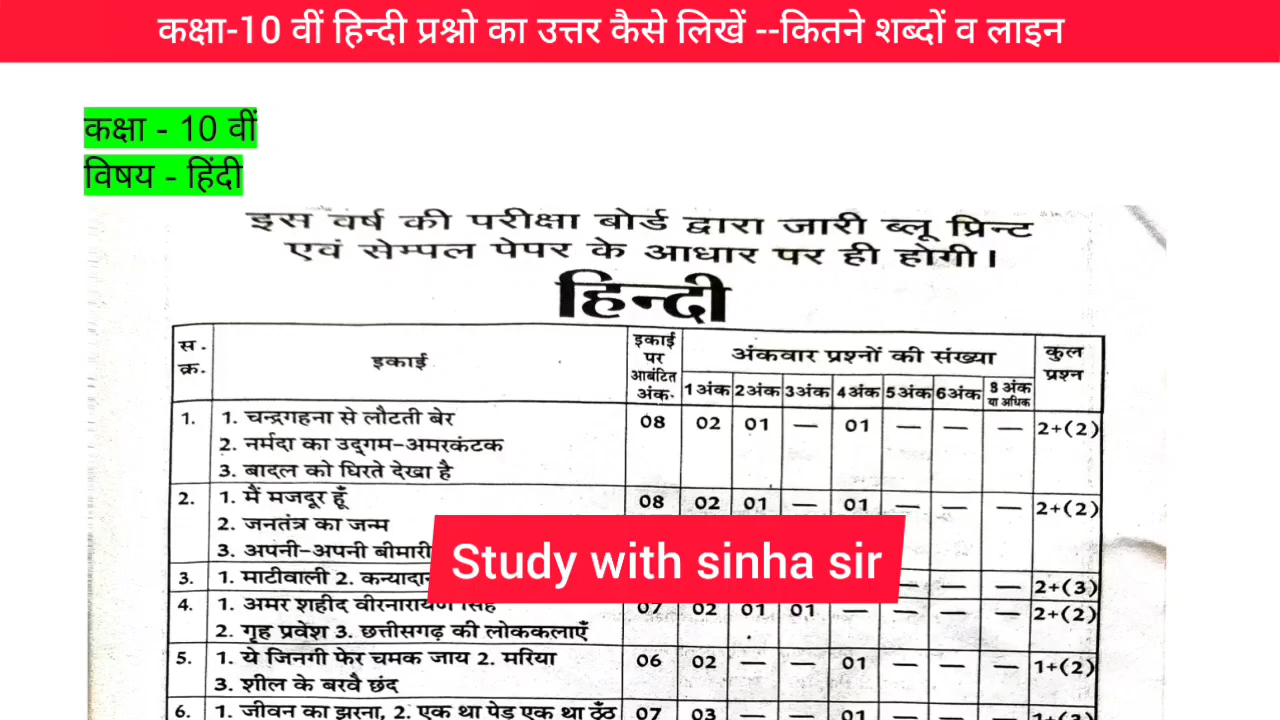 कक्षा-10 वीं हिन्दी प्रश्नो का उत्तर कैसे लिखें --कितने शब्दों व लाइन
कक्षा - 10 वीं
विषय - हिंदी
इस वर्ष की परीक्षा बोर्ड द्वारा जारी ब्लू प्रिन्ट
एवं सेम्पल पेपर के आधार पर ही होगी।
हिन्दी
स. क्र. इकाई इकाई पर आबंटित अंक. अंकवार प्रश्नों की संख्या कुल प्रश्न
1अंक 2अंक 3अंक 4अंक 5अंक 6अंक 8 अंक या अधिक
1. 1. चन्द्रगहना से लौटती बेर 08 02 01 — 01 — — — 2+(2)
2. नर्मदा का उद्गम-अमरकंटक
3. बादल को घिरते देखा है
2. 1. मैं मजदूर हूँ 08 02 01 — 01 — — — 2+(2)
2. जनतंत्र का जन्म
3. अपनी-अपनी बीमारी
Study with sinha sir
3. 1. माटीवाली 2. कन्यादान — — — 2+(3)
4. 1. अमर शहीद वीरनारायण सिंह 07 02 01 01 — — — — 2+(2)
2. गृह प्रवेश 3. छत्तीसगढ़ की लोककलाएँ
5. 1. ये जिनगी फेर चमक जाय 2. मरिया 06 02 — — 01 — — — 1+(2)
3. शील के बरवै छंद
6. 1. जीवन का झरना, 2. एक था पेड़ एक था ठूँठ 07 03 — — 01 — — — 1+(3)